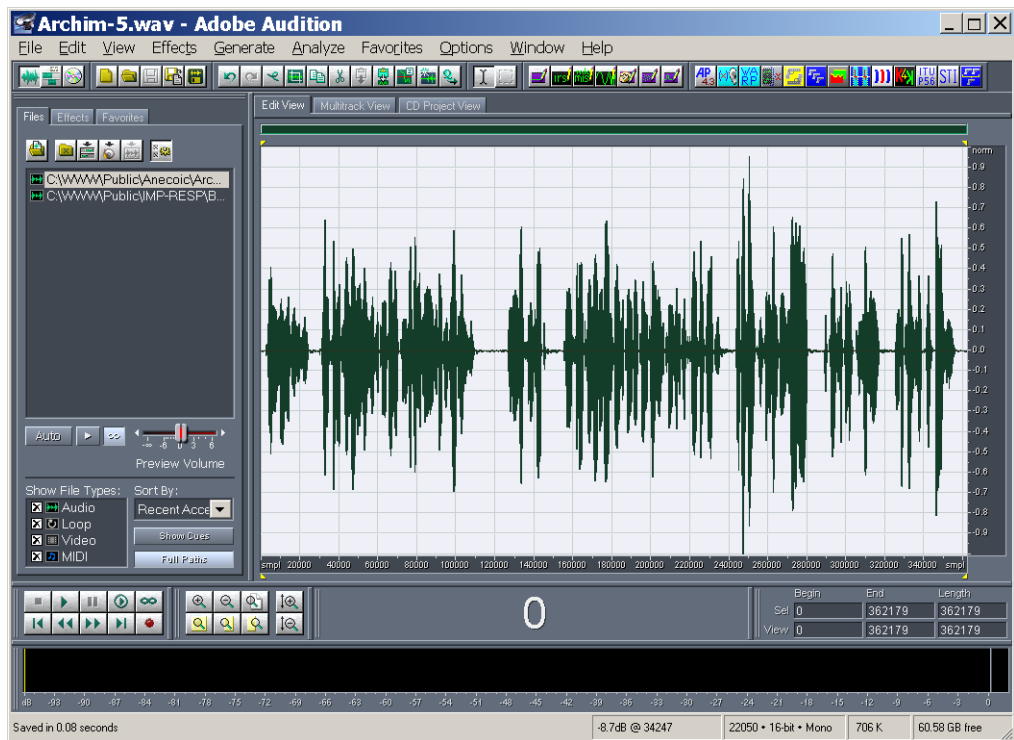 Archim-5.wav - Adobe Audition
File Edit View Effects Generate Analyze Favorites Options Window Help
Edit View Multitrack View CD Project View
Files Effects Favorites
C:\WWW\Public\Anecoic\Arc...
C:\WWW\Public\IMP-RESP\B...
norm
-0.9
-0.8
-0.7
-0.6
-0.5
-0.4
-0.3
-0.2
-0.1
-0.0
-0.1
-0.2
-0.3
-0.4
-0.5
-0.6
-0.7
-0.8
-0.9
Auto
-∞ -6 0 3 6
Preview Volume
Show File Types: Sort By:
Audio Recent Acce
Loop
Show Cues
Video
MIDI Full Paths
smpl 20000 40000 60000 80000 100000 120000 140000 160000 180000 200000 220000 240000 260000 280000 300000 320000 340000 smpl
0
Begin End Length
Sel 0 362179 362179
View 0 362179 362179
dB -93 -90 -87 -84 -81 -78 -75 -72 -69 -66 -63 -60 -57 -54 -51 -48 -45 -42 -39 -36 -33 -30 -27 -24 -21 -18 -15 -12 -9 -6 -3 0
Saved in 0.08 seconds -8.7dB @ 34247 22050 • 16-bit • Mono 706 K 60.58 GB free